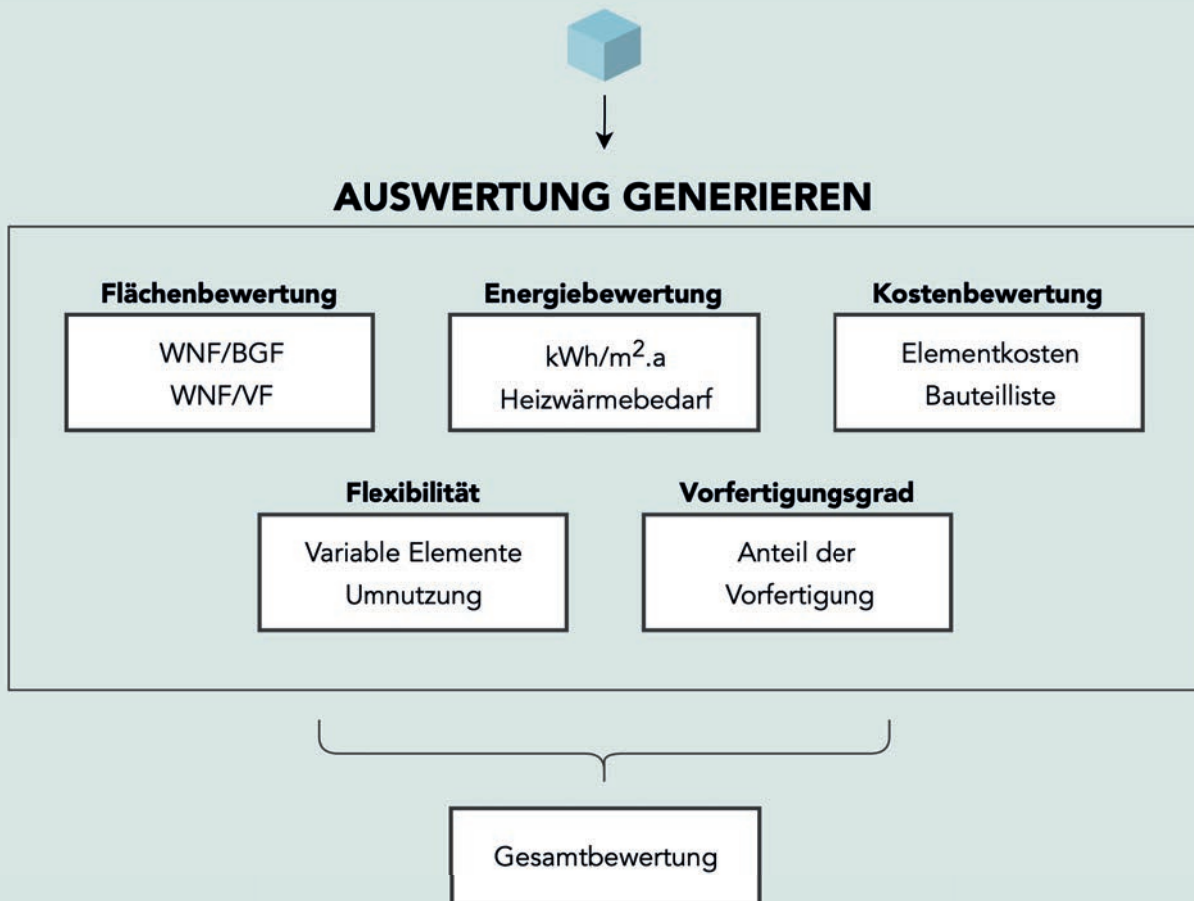 AUSWERTUNG GENERIEREN
Flächenbewertung
WNF/BGF
WNF/VF
Energiebewertung
kWh/m².a
Heizwärmebedarf
Kostenbewertung
Elementkosten
Bauteilliste
Flexibilität
Variable Elemente
Umnutzung
Vorfertigungsgrad
Anteil der
Vorfertigung
Gesamtbewertung